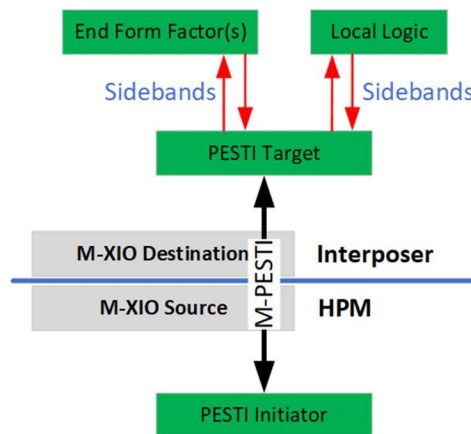 End Form Factor(s)
Local Logic
Sidebands
Sidebands
PESTI Target
M-XIO Destination
Interposer
M-PESTI
M-XIO Source
HPM
PESTI Initiator